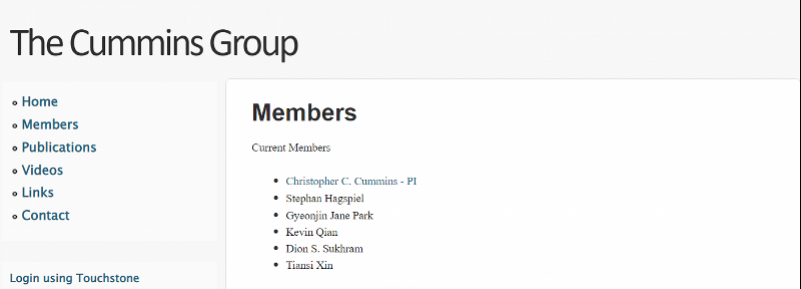 The Cummins Group
Home
Members
Publications
Videos
Links
Contact
Login using Touchstone
Members
Current Members
Christopher C. Cummins - PI
Stephan Hagspiel
Gyeonjin Jane Park
Kevin Qian
Dion S. Sukhram
Tiansi Xin